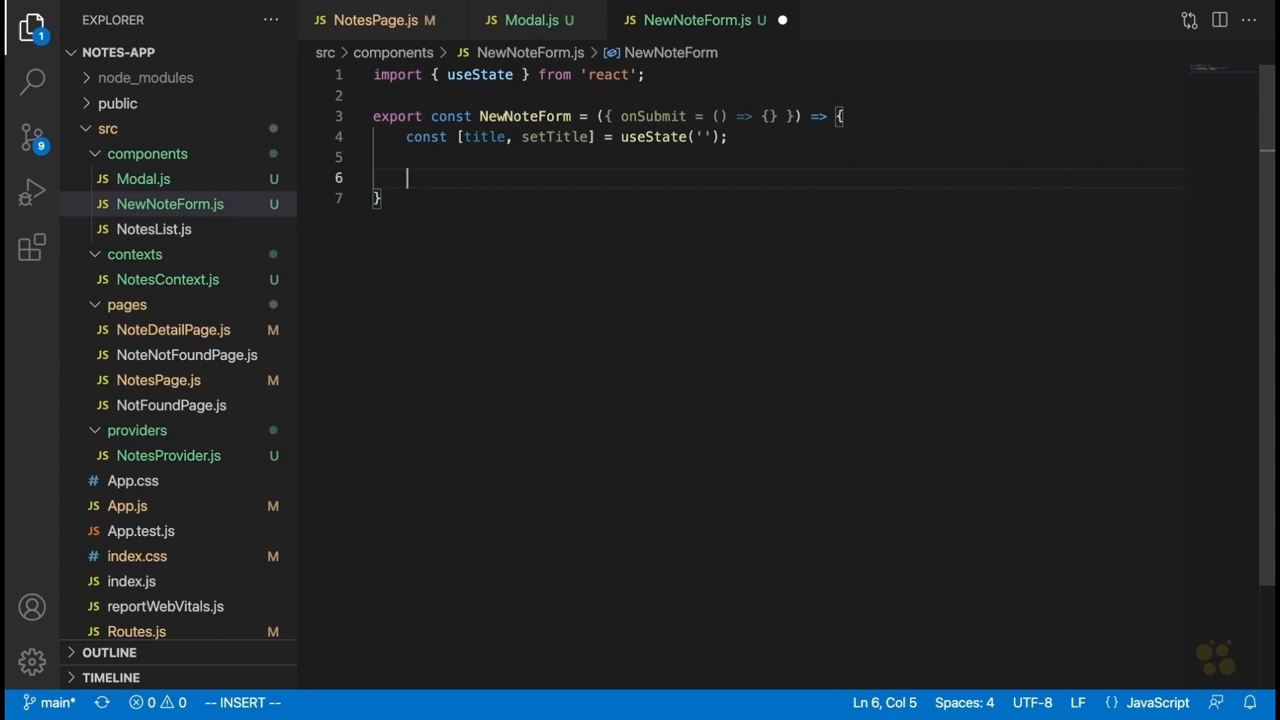 EXPLORER
NotesPage.js M
Modal.js U
NewNoteForm.js U
NOTES-APP
src
components
JS NewNoteForm.js
NewNoteForm
node_modules
public
src
components
JS Modal.js U
JS NewNoteForm.js U
JS NotesList.js
contexts
JS NotesContext.js U
pages
JS NoteDetailPage.js M
JS NoteNotFoundPage.js
JS NotesPage.js M
JS NotFoundPage.js
providers
JS NotesProvider.js U
# App.css
JS App.js M
JS App.test.js
# index.css M
JS index.js
JS reportWebVitals.js
JS Routes.js M
OUTLINE
TIMELINE
1
9
1 import { useState } from 'react';
2
3 export const NewNoteForm = ({ onSubmit = () => {} }) => {
4 const [title, setTitle] = useState('');
5
6
7 }
main* 0 0 -- INSERT -- Ln 6, Col 5 Spaces: 4 UTF-8 LF {} JavaScript